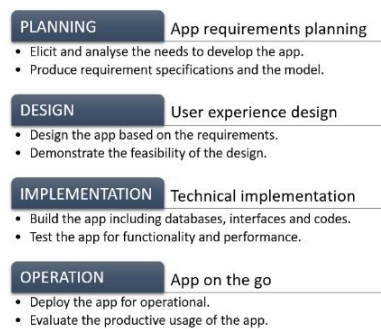 PLANNING App requirements planning
• Elicit and analyse the needs to develop the app.
• Produce requirement specifications and the model.
DESIGN User experience design
• Design the app based on the requirements.
• Demonstrate the feasibility of the design.
IMPLEMENTATION Technical implementation
• Build the app including databases, interfaces and codes.
• Test the app for functionality and performance.
OPERATION App on the go
• Deploy the app for operational.
• Evaluate the productive usage of the app.